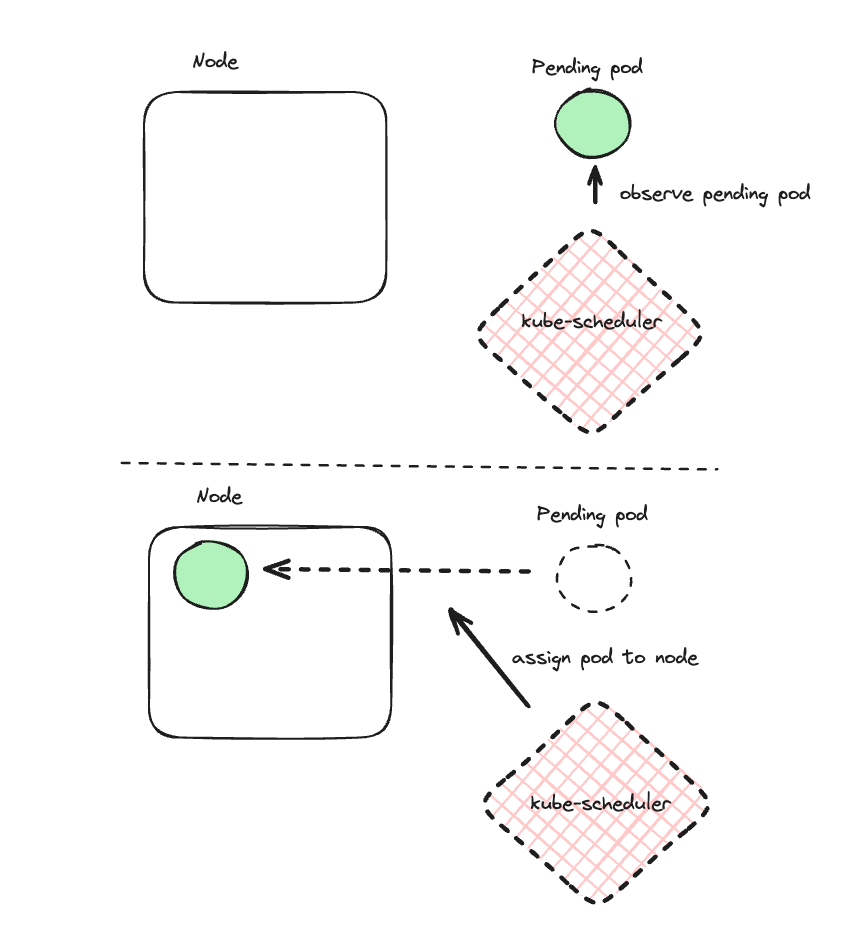 Node
Pending pod
observe pending pod
kube-scheduler
Node
Pending pod
assign pod to node
kube-scheduler